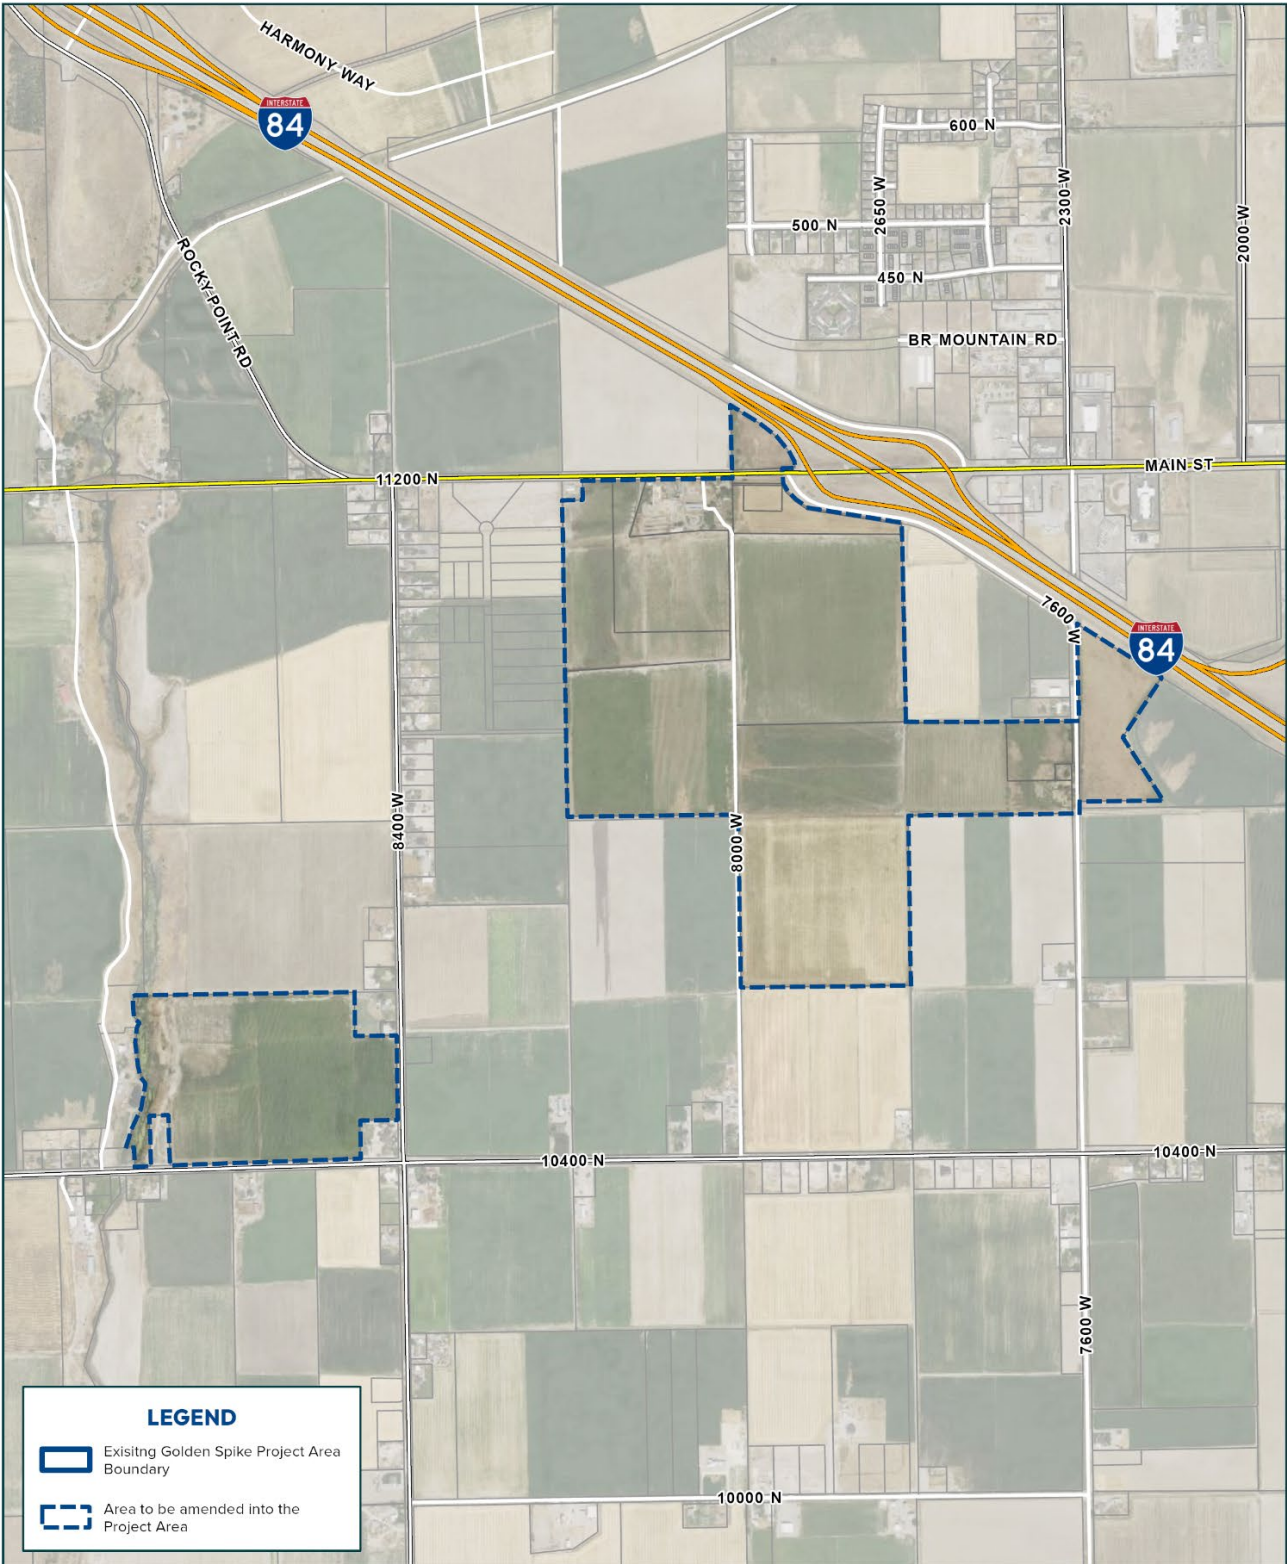 HARMONY WAY
INTERSTATE
84
600 N
2650 W
2300 W
2000 W
500 N
ROCKY POINT RD
450 N
BR MOUNTAIN RD
MAIN ST
11200 N
7600 W
INTERSTATE
84
8400 W
8000 W
10400 N
10400 N
7600 W
10000 N
LEGEND
Exisitng Golden Spike Project Area
Boundary
Area to be amended into the
Project Area